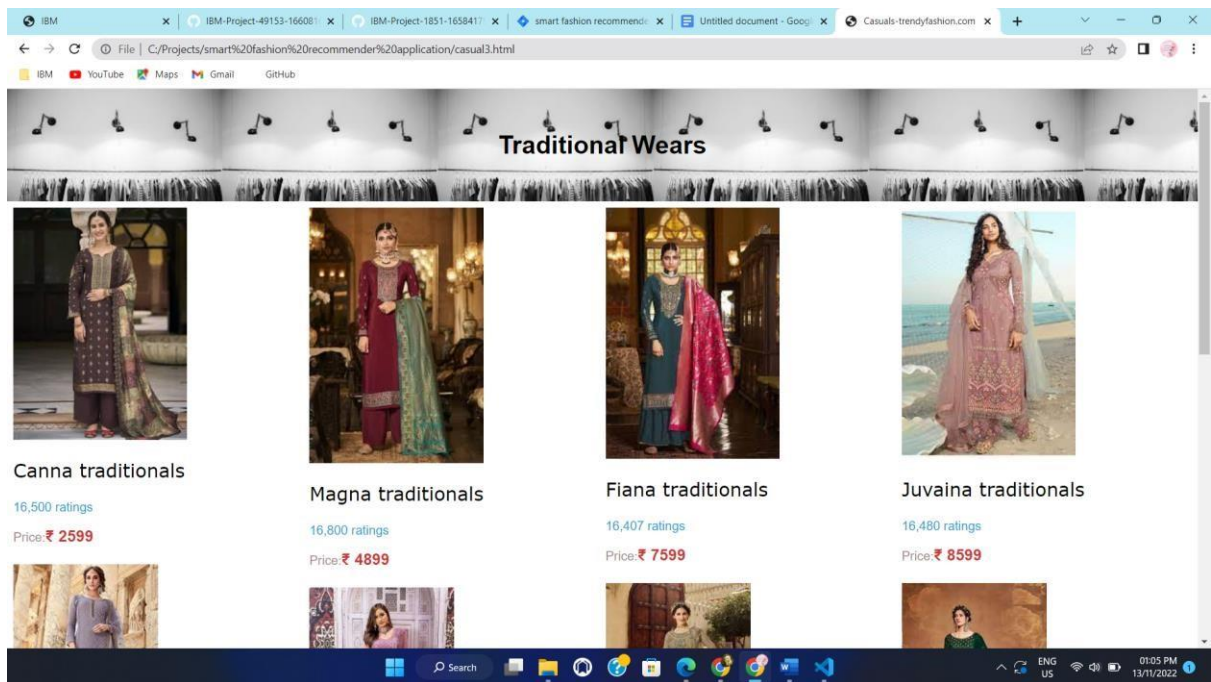 IBM
IBM-Project-49153-16608
IBM-Project-1851-1658417
smart fashion recommende
Untitled document - Googl
Casuals-trendyfashion.com
File | C:/Projects/smart%20fashion%20recommender%20application/casual3.html
IBM
YouTube
Maps
Gmail
GitHub
Traditional Wears
Canna traditionals
16,500 ratings
Price:₹ 2599
Magna traditionals
16,800 ratings
Price:₹ 4899
Fiana traditionals
16,407 ratings
Price:₹ 7599
Juvaina traditionals
16,480 ratings
Price:₹ 8599
Search
ENG
US
01:05 PM
13/11/2022
1